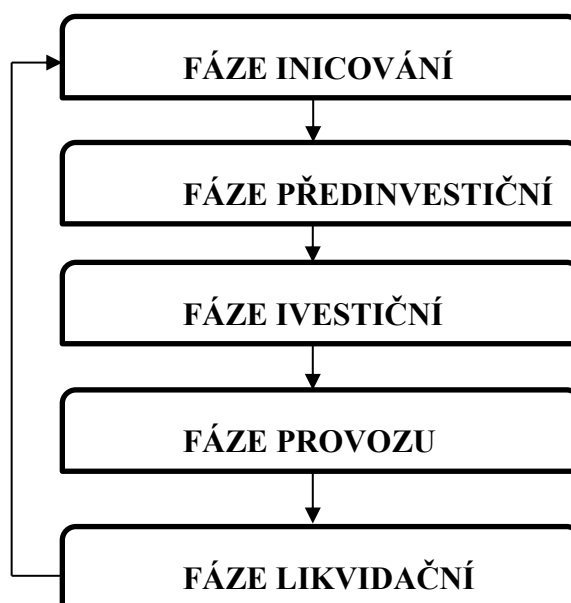 FÁZE INICOVÁNÍ
FÁZE PŘEDINVESTIČNÍ
FÁZE IVESTIČNÍ
FÁZE PROVOZU
FÁZE LIKVIDAČNÍ